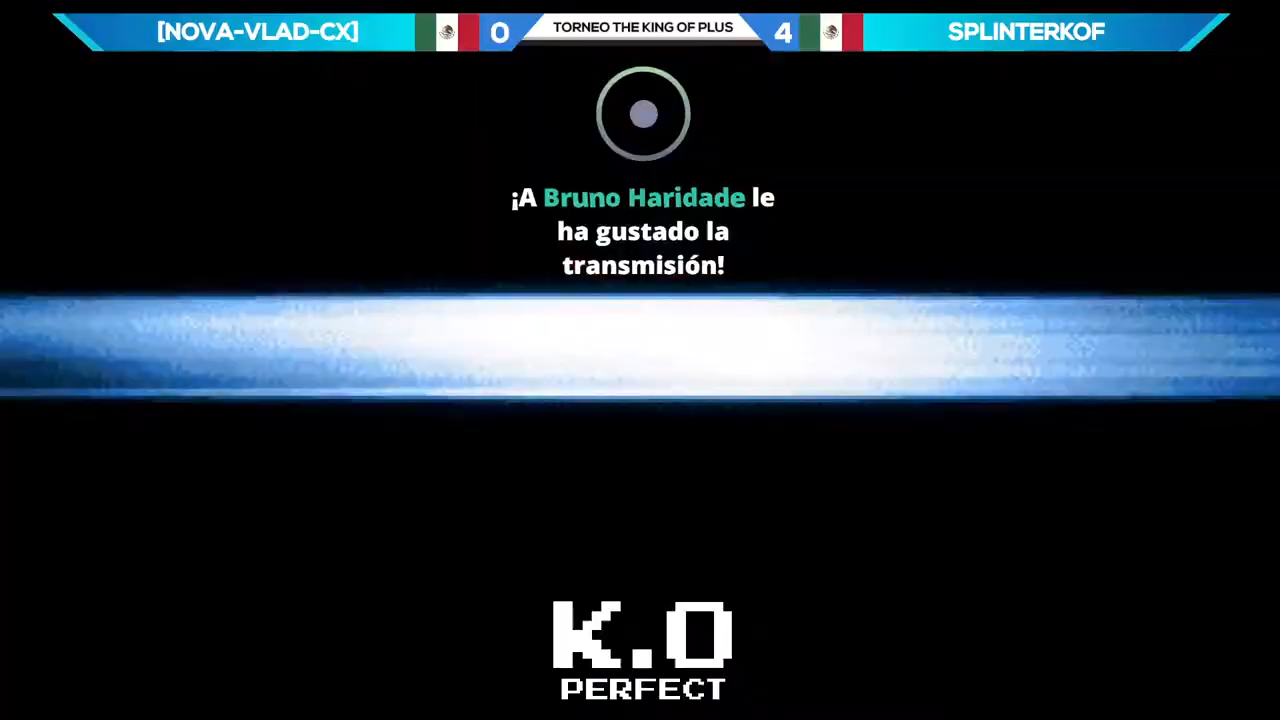 [NOVA-VLAD-CX] 0 TORNEO THE KING OF PLUS 4 SPLINTERKOF
¡A Bruno Haridade le
ha gustado la
transmisión!
K.O
PERFECT